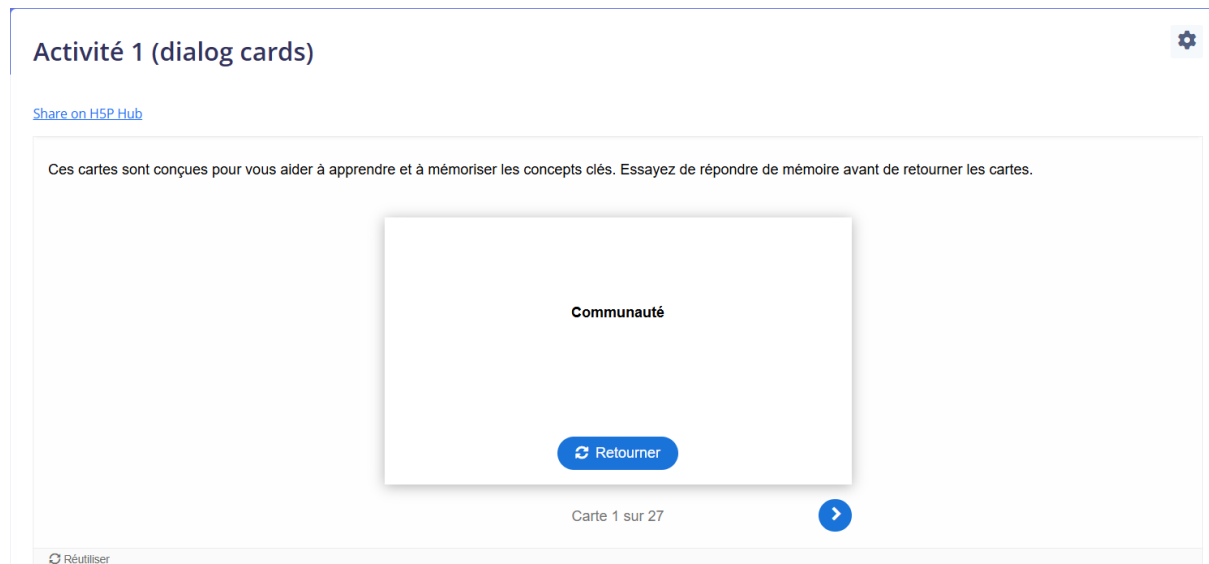 Activité 1 (dialog cards)
Share on H5P Hub
Ces cartes sont conçues pour vous aider à apprendre et à mémoriser les concepts clés. Essayez de répondre de mémoire avant de retourner les cartes.
Communauté
Retourner
Carte 1 sur 27
Réutiliser